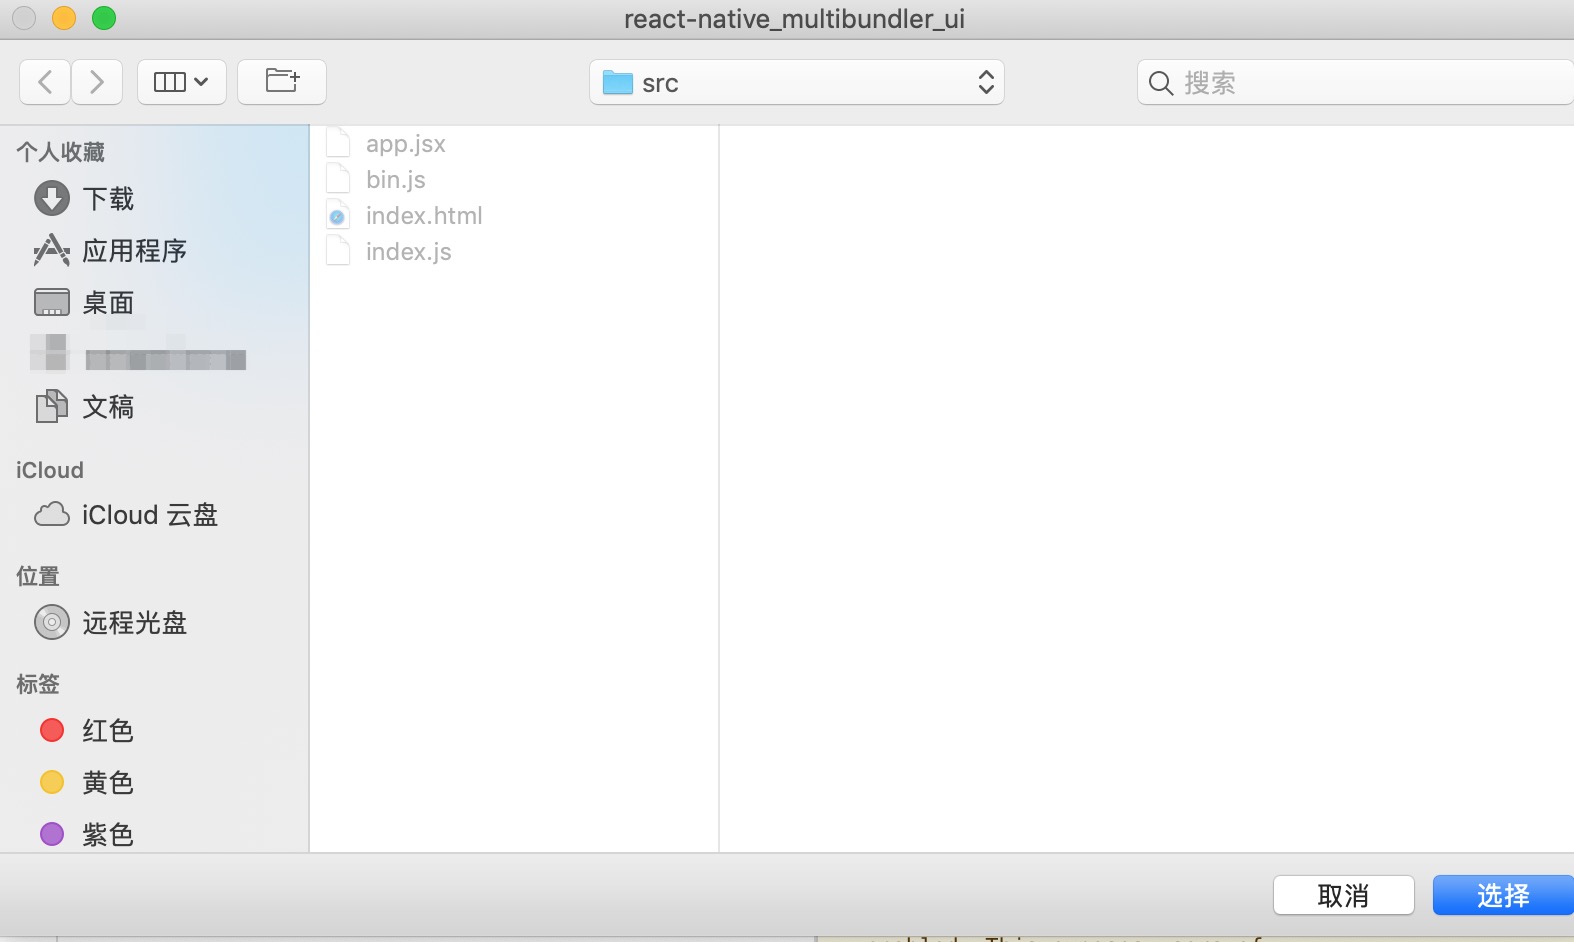 react-native_multibundler_ui
src
搜索
个人收藏
下载
应用程序
桌面
文稿
iCloud
iCloud 云盘
位置
远程光盘
标签
红色
黄色
紫色
app.jsx
bin.js
index.html
index.js
取消
选择